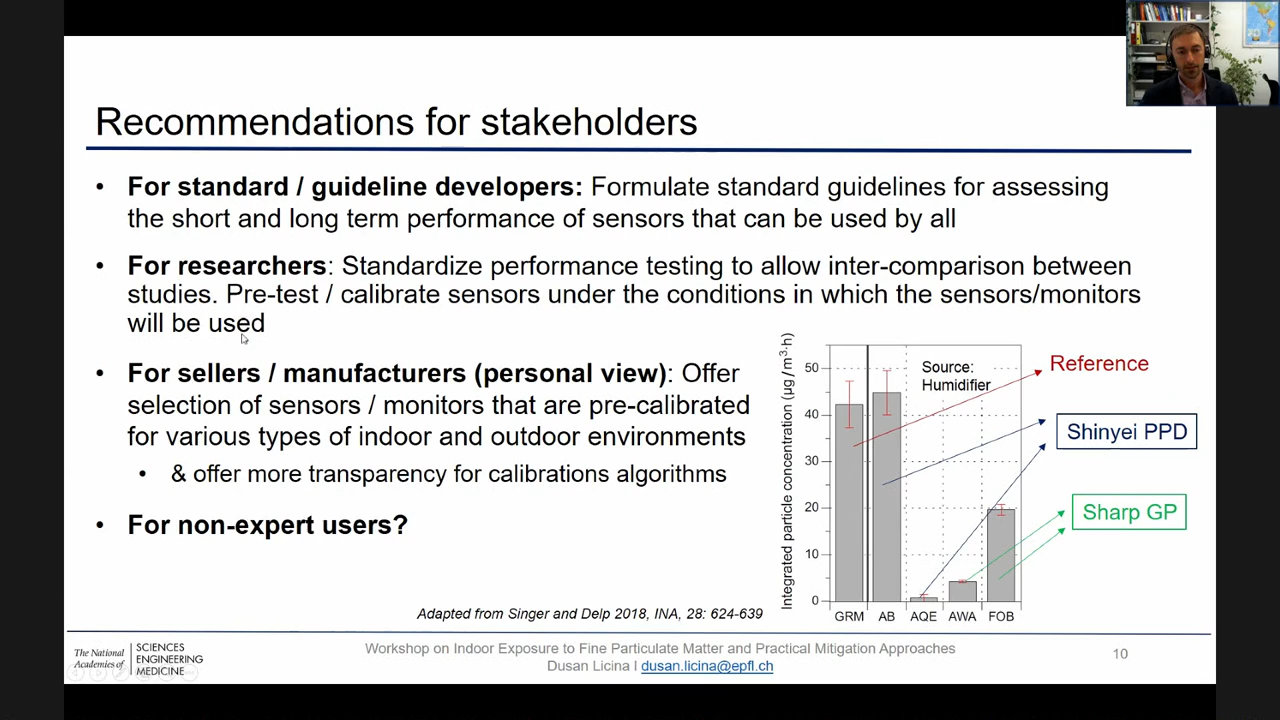 Recommendations for stakeholders
• For standard / guideline developers: Formulate standard guidelines for assessing
the short and long term performance of sensors that can be used by all
• For researchers: Standardize performance testing to allow inter-comparison between
studies. Pre-test / calibrate sensors under the conditions in which the sensors/monitors
will be used
• For sellers / manufacturers (personal view): Offer
selection of sensors / monitors that are pre-calibrated
for various types of indoor and outdoor environments
• & offer more transparency for calibrations algorithms
• For non-expert users?
Integrated particle concentration (µg/m³·h)
50
40
30
20
10
0
Source:
Humidifier
GRM AB AQE AWA FOB
Reference
Shinyei PPD
Sharp GP
Adapted from Singer and Delp 2018, INA, 28: 624-639
The National
Academies of
SCIENCES
ENGINEERING
MEDICINE
Workshop on Indoor Exposure to Fine Particulate Matter and Practical Mitigation Approaches
Dusan Licina I dusan.licina@epfl.ch
10